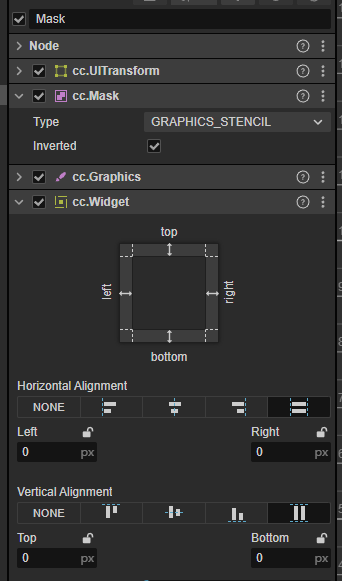 Mask
Node
cc.UITransform
cc.Mask
Type GRAPHICS_STENCIL
Inverted
cc.Graphics
cc.Widget
top
left right
bottom
Horizontal Alignment
NONE
Left Right
0 px 0 px
Vertical Alignment
NONE
Top Bottom
0 px 0 px